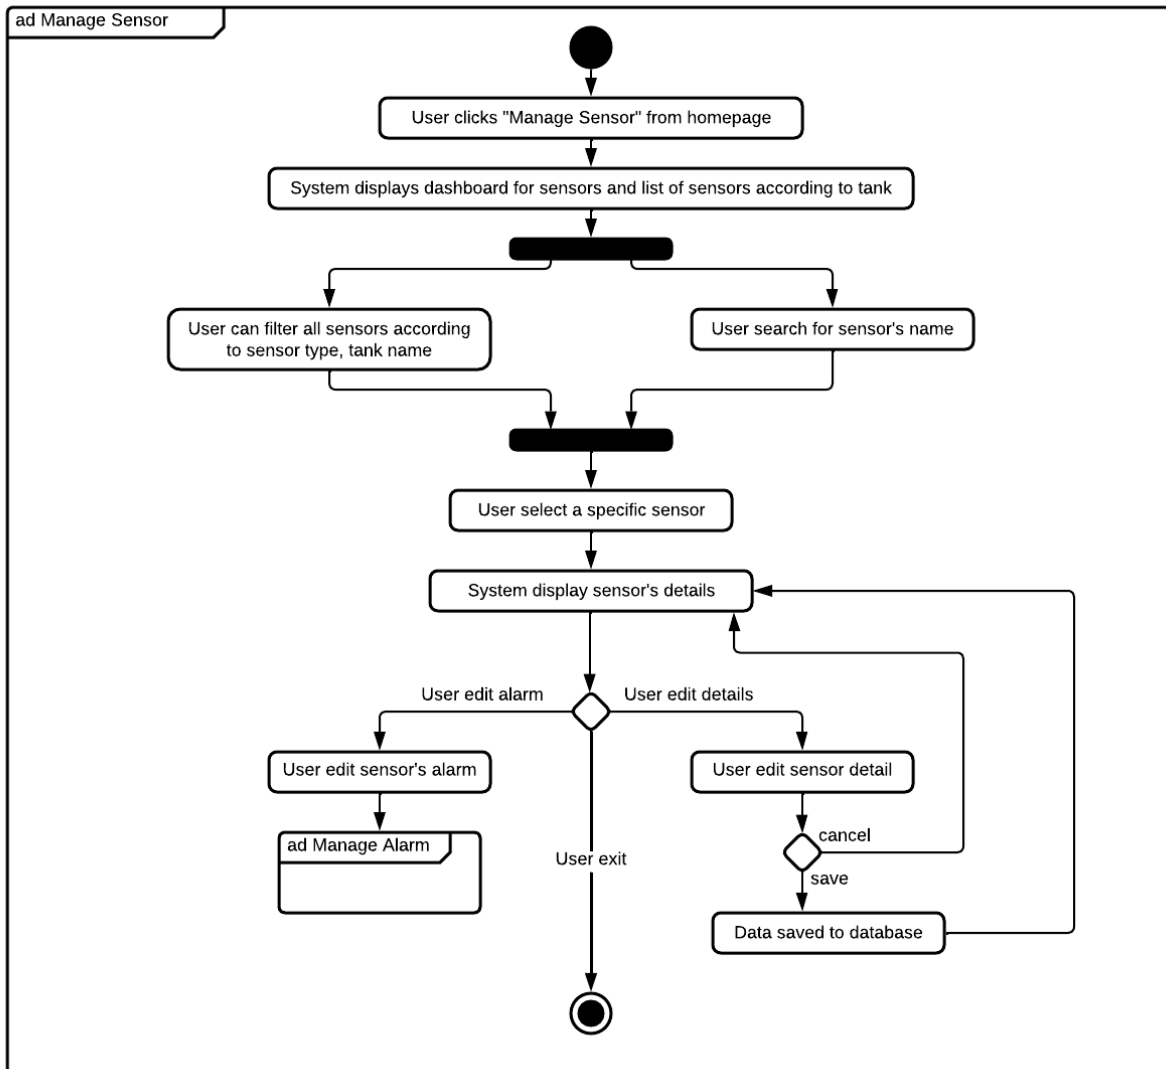 ad Manage Sensor
User clicks "Manage Sensor" from homepage
System displays dashboard for sensors and list of sensors according to tank
User can filter all sensors according
to sensor type, tank name
User search for sensor's name
User select a specific sensor
System display sensor's details
User edit alarm
User edit details
User edit sensor's alarm
User edit sensor detail
ad Manage Alarm
cancel
User exit
save
Data saved to database